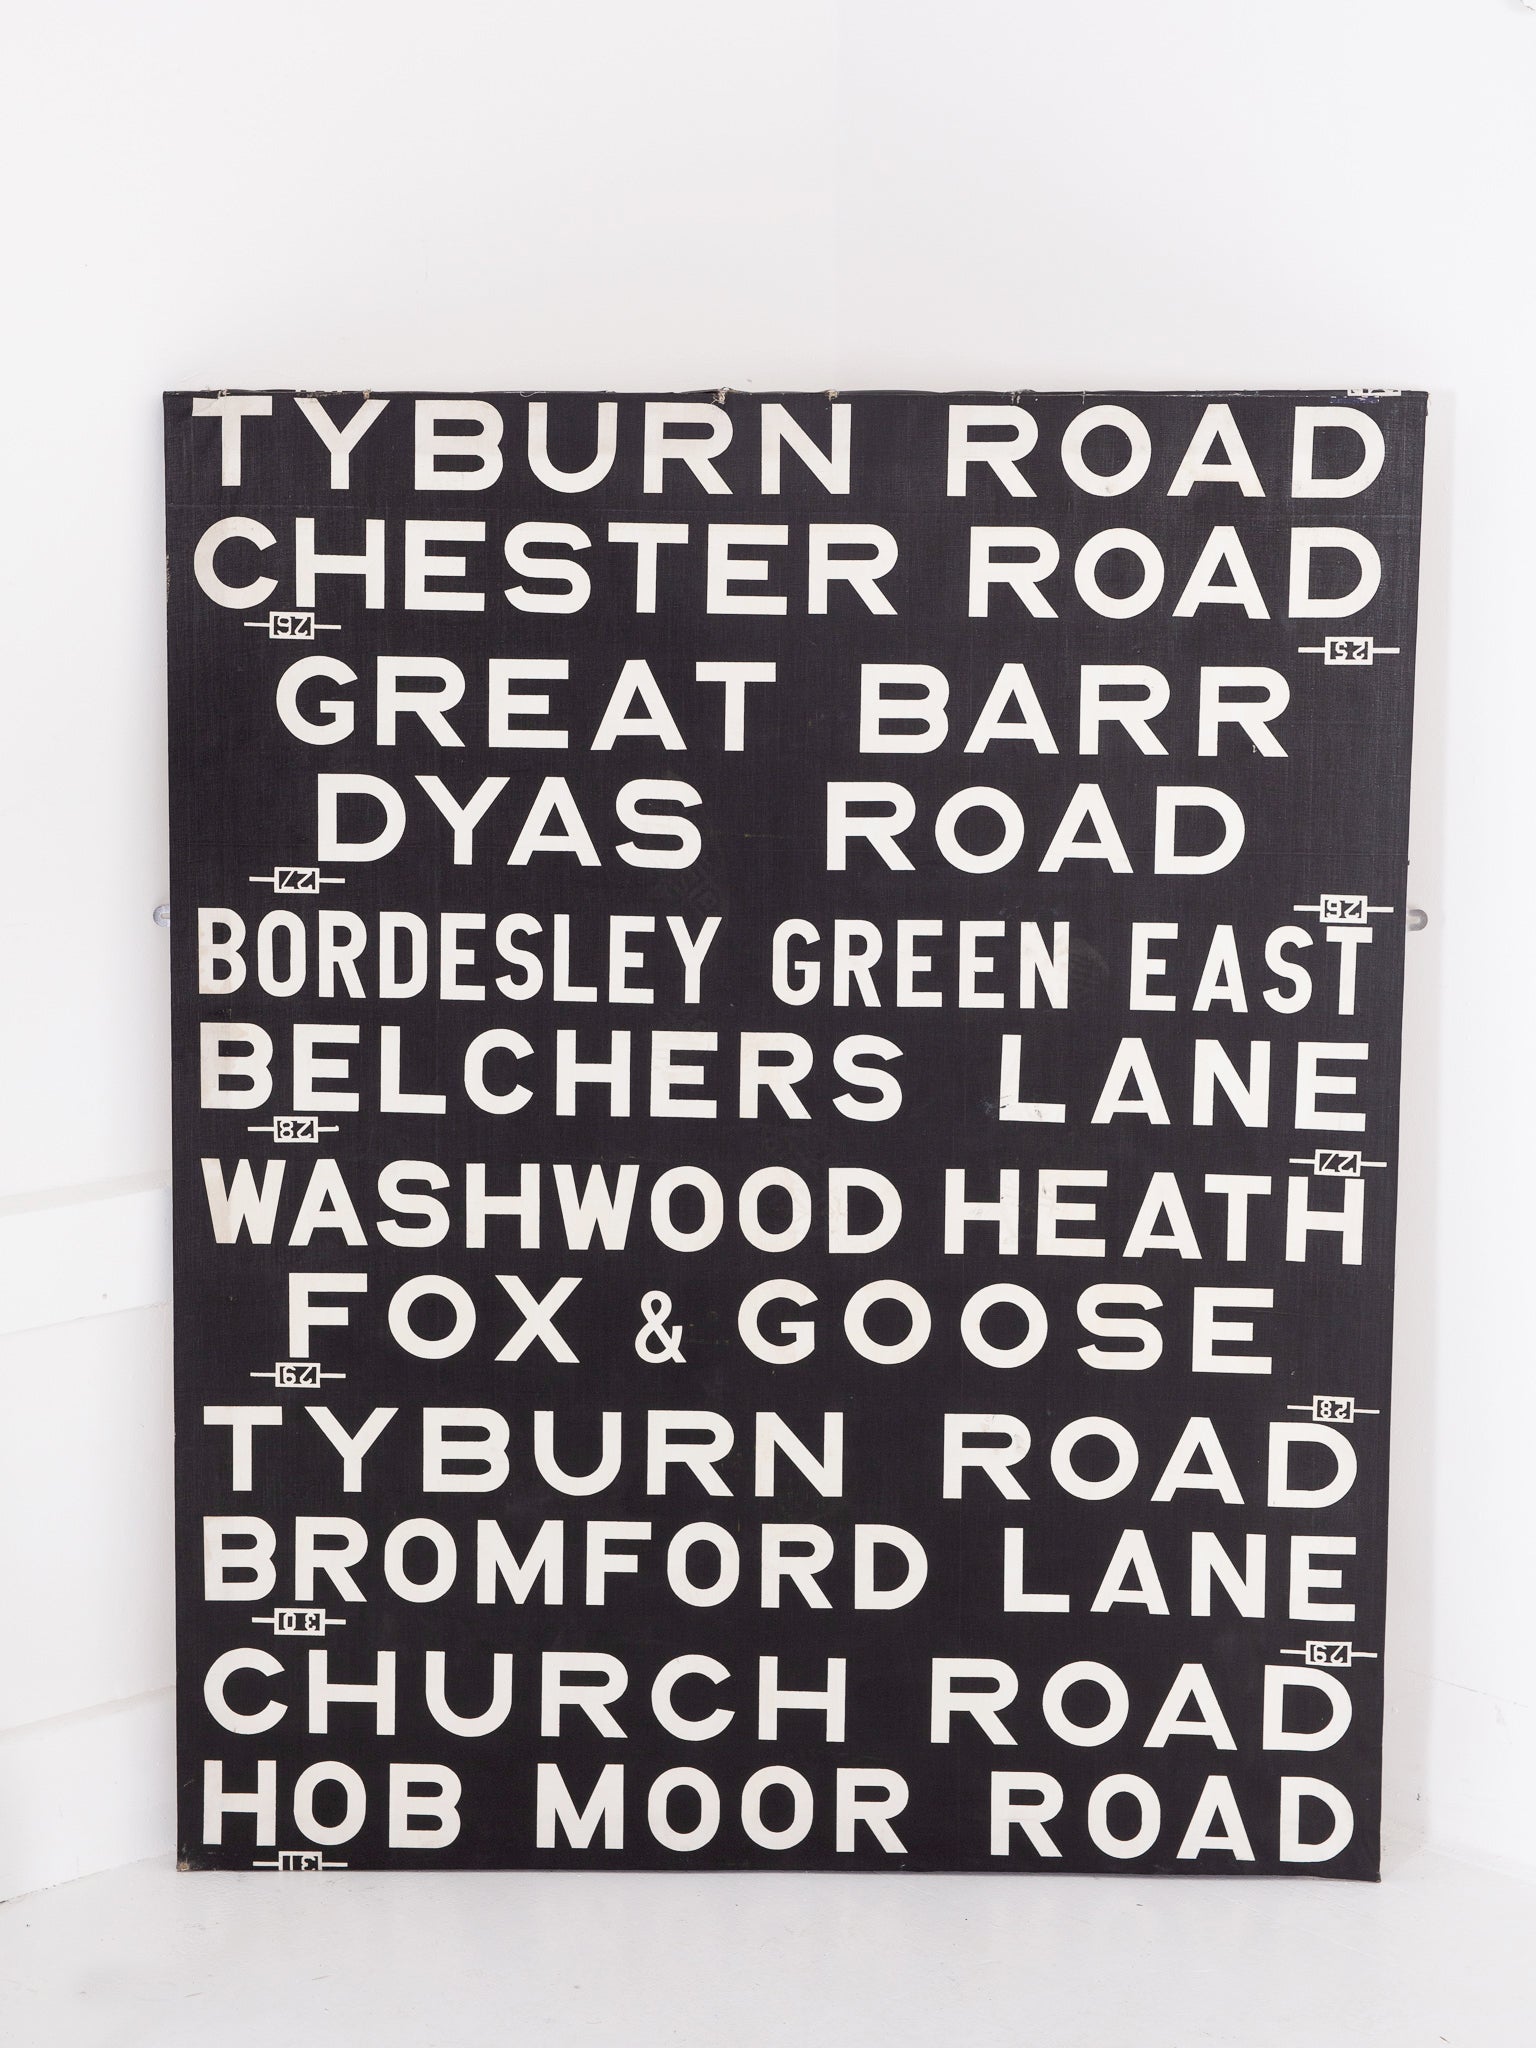 TYBURN ROAD
CHESTER ROAD
26
25
GREAT BARR
DYAS ROAD
27
26
BORDESLEY GREEN EAST
BELCHERS LANE
28
27
WASHWOOD HEATH
FOX & GOOSE
29
28
TYBURN ROAD
BROMFORD LANE
30
29
CHURCH ROAD
HOB MOOR ROAD
31